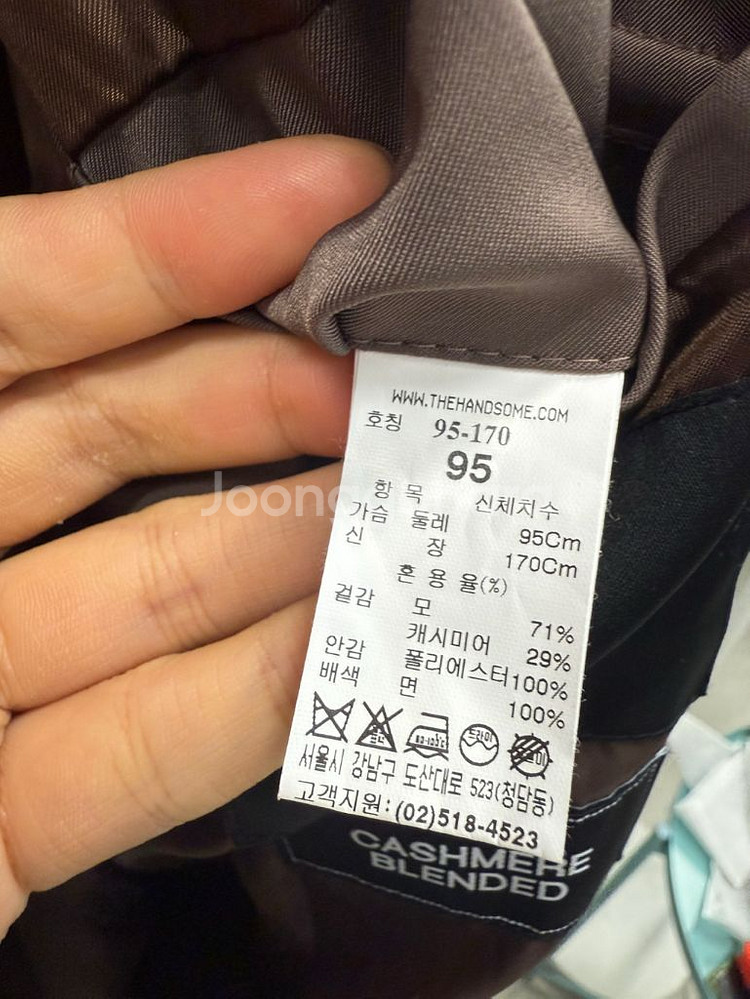 WWW.THEHANDSOME.COM
호칭 95-170
95
항 목 신체치수
가슴 둘레 95Cm
신 장 170Cm
혼 용 율(%)
겉감 모 71%
캐시미어 29%
안감 폴리에스터 100%
배색 면 100%
서울시 강남구 도산대로 523(청담동)
고객지원:(02)518-4523
CASHMERE
BLENDED